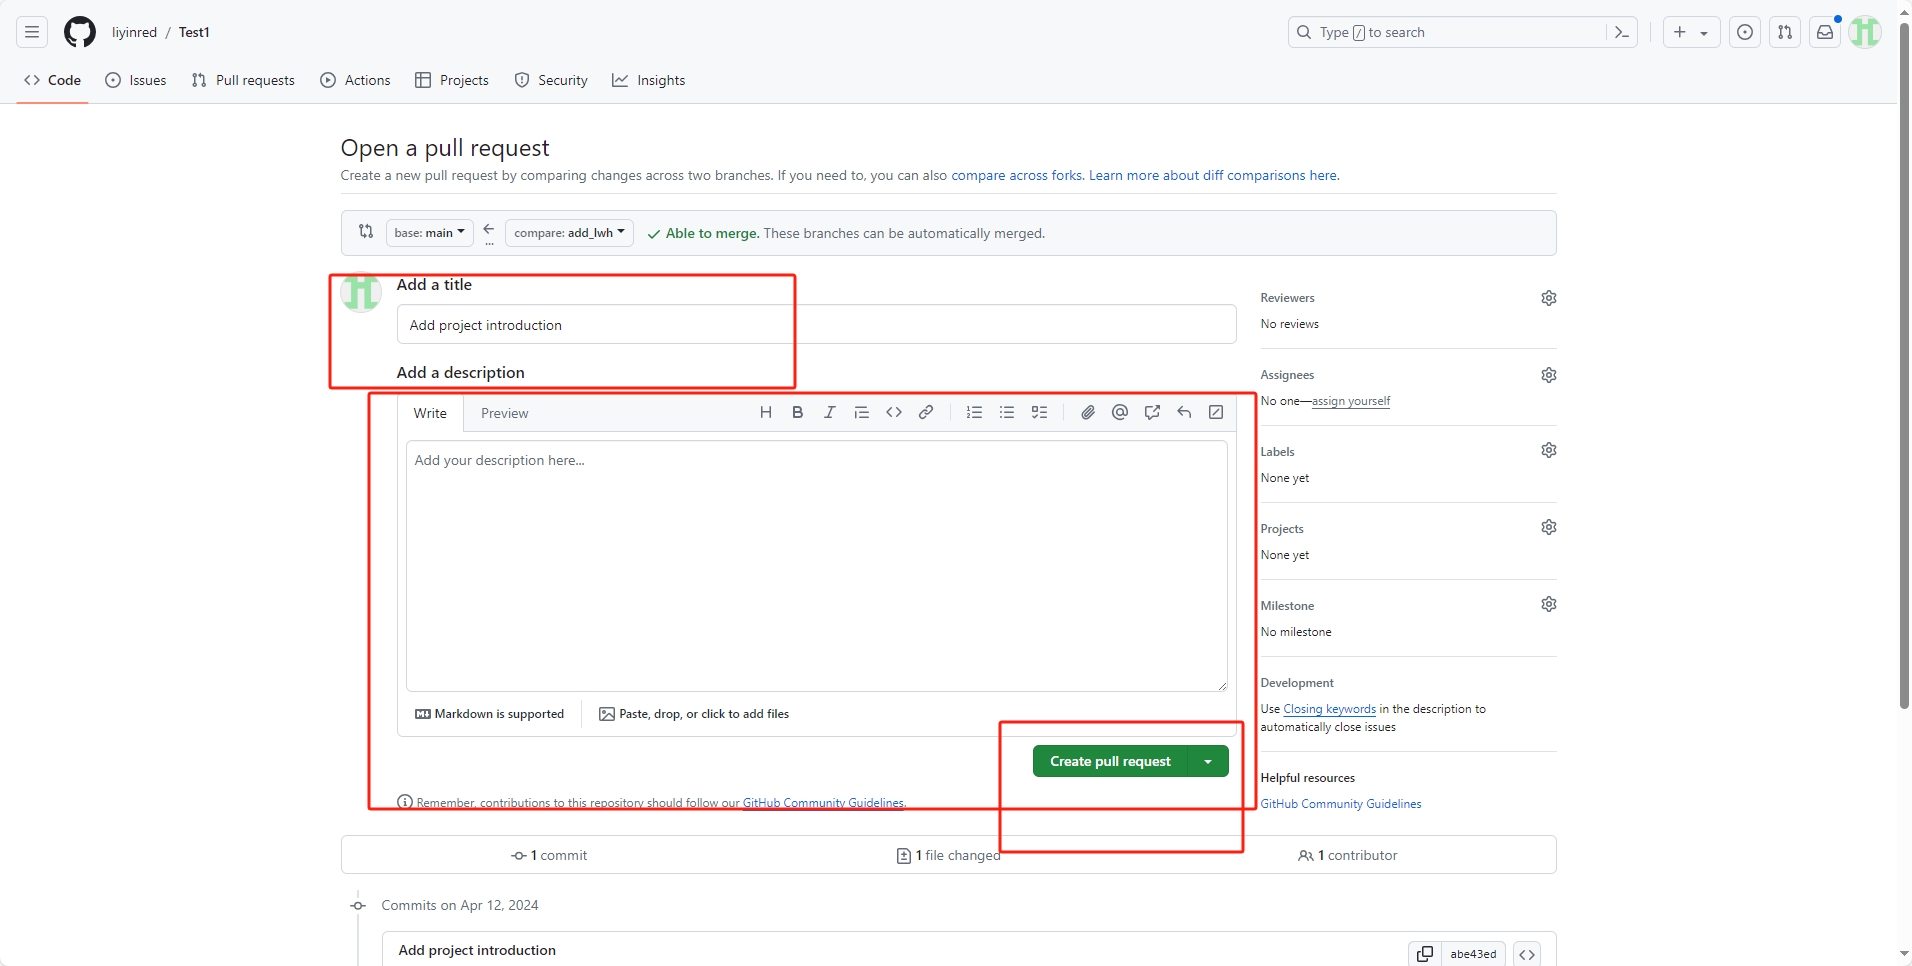 liyinred / Test1
Type / to search
Code Issues Pull requests Actions Projects Security Insights
Open a pull request
Create a new pull request by comparing changes across two branches. If you need to, you can also compare across forks. Learn more about diff comparisons here.
base: main compare: add_lwh Able to merge. These branches can be automatically merged.
Add a title
Add project introduction
Add a description
Write Preview
Add your description here...
Markdown is supported Paste, drop, or click to add files
Create pull request
Remember, contributions to this repository should follow our GitHub Community Guidelines.
Reviewers
No reviews
Assignees
No one—assign yourself
Labels
None yet
Projects
None yet
Milestone
No milestone
Development
Use Closing keywords in the description to
automatically close issues
Helpful resources
GitHub Community Guidelines
1 commit 1 file changed 1 contributor
Commits on Apr 12, 2024
Add project introduction
abe43ed